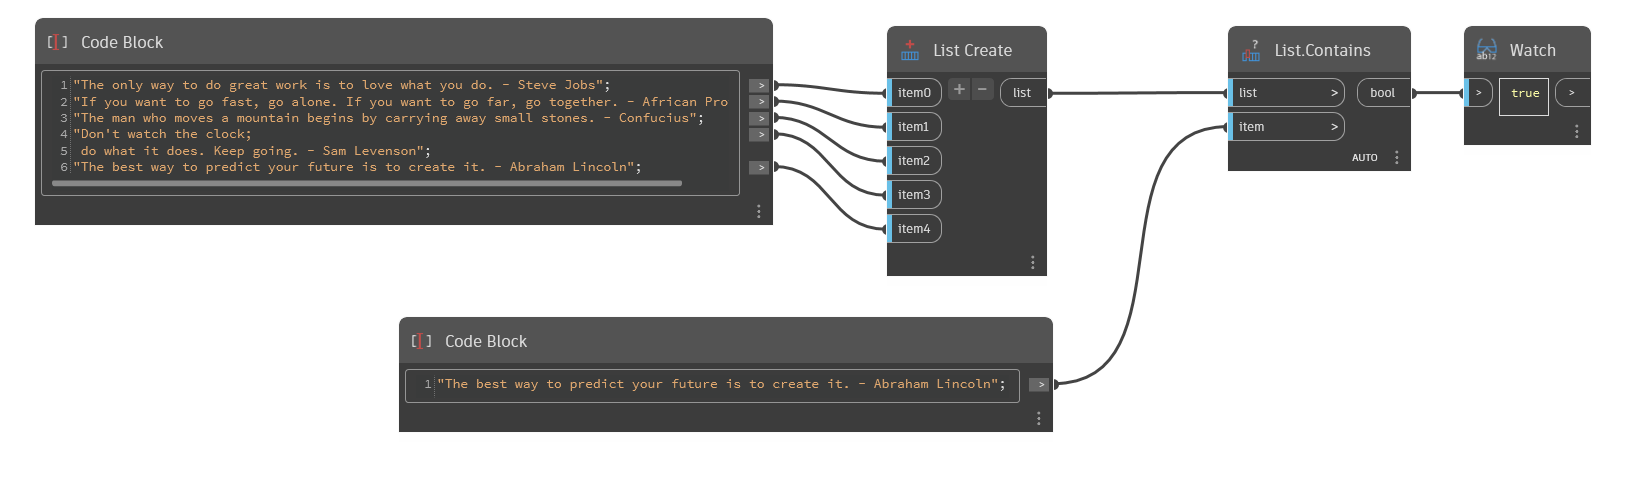 Code Block
1 "The only way to do great work is to love what you do. - Steve Jobs"; >
2 "If you want to go fast, go alone. If you want to go far, go together. - African Pro >
3 "The man who moves a mountain begins by carrying away small stones. - Confucius"; >
4 "Don't watch the clock; >
5 do what it does. Keep going. - Sam Levenson";
6 "The best way to predict your future is to create it. - Abraham Lincoln"; >
List Create
item0 + - list
item1
item2
item3
item4
List.Contains
list > bool
item >
AUTO
Watch
> true >
Code Block
1 "The best way to predict your future is to create it. - Abraham Lincoln"; >